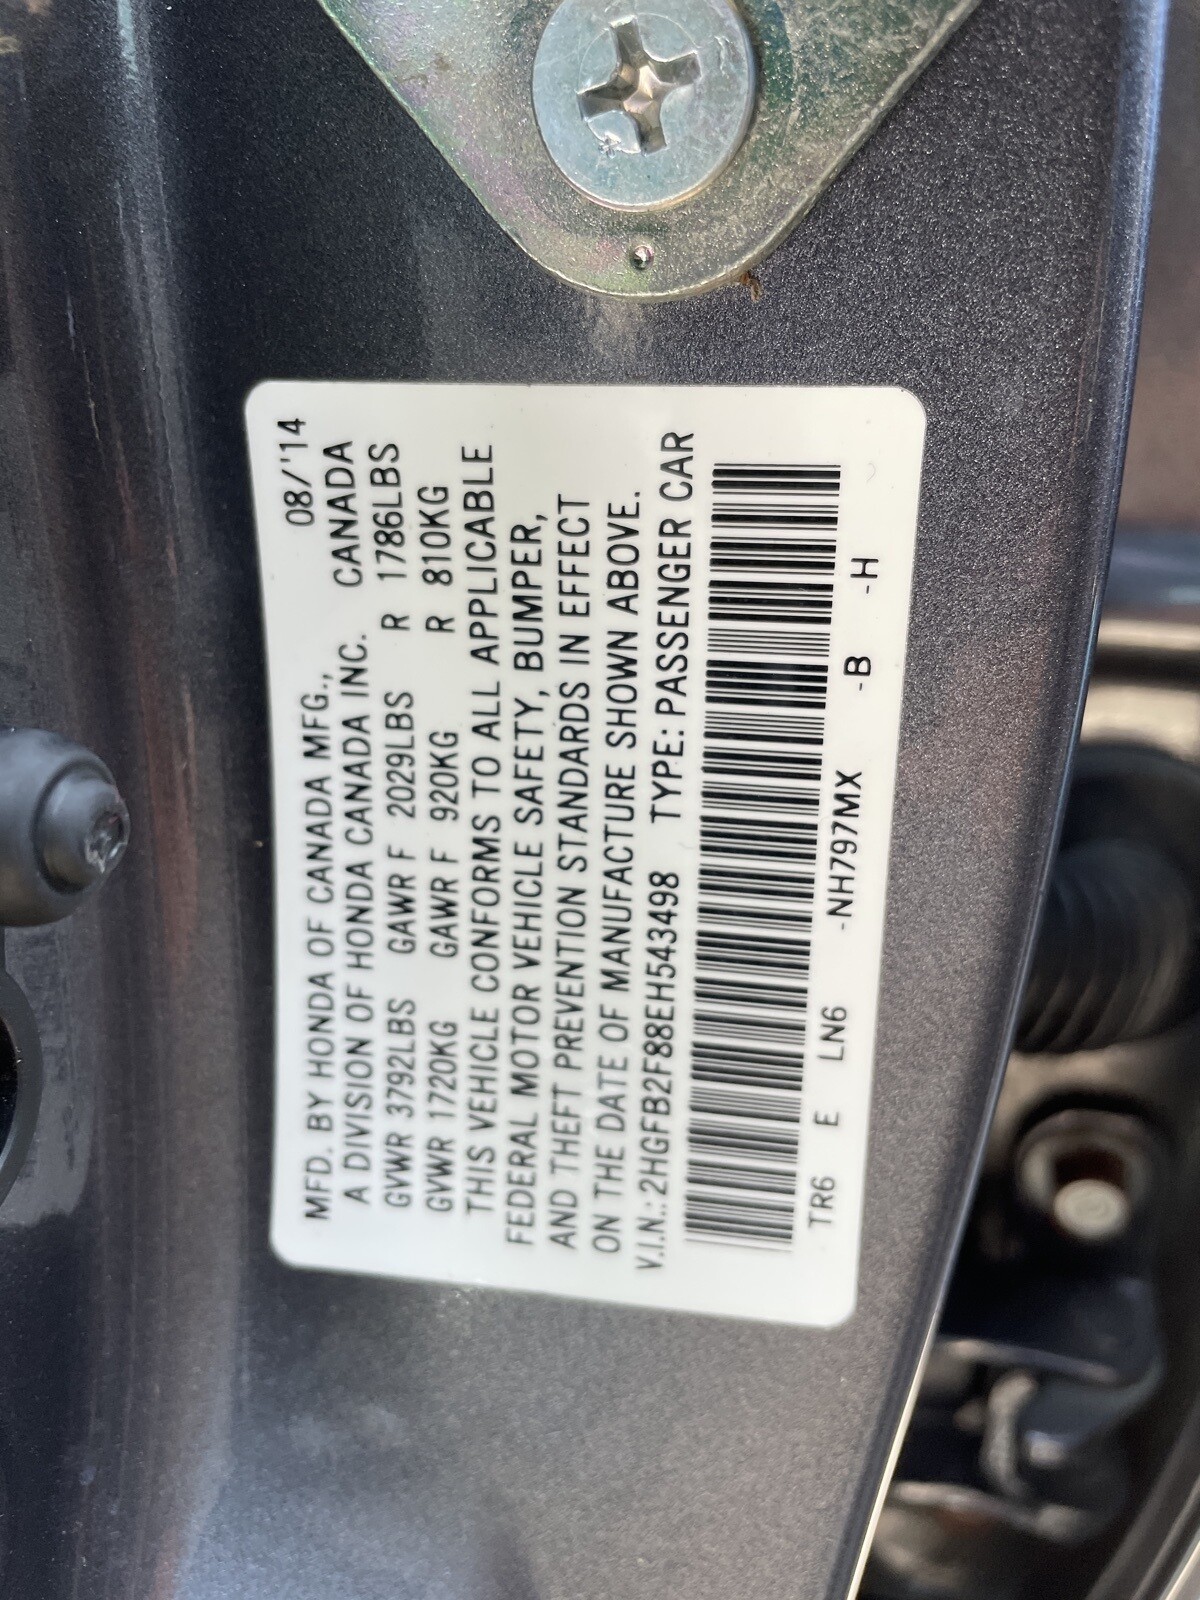 08/'14
MFD. BY HONDA OF CANADA MFG.,
A DIVISION OF HONDA CANADA INC. CANADA
GVWR 3792LBS GAWR F 2029LBS R 1786LBS
GVWR 1720KG GAWR F 920KG R 810KG
THIS VEHICLE CONFORMS TO ALL APPLICABLE
FEDERAL MOTOR VEHICLE SAFETY, BUMPER,
AND THEFT PREVENTION STANDARDS IN EFFECT
ON THE DATE OF MANUFACTURE SHOWN ABOVE.
V.I.N.: 2HGFB2F88EH543498 TYPE: PASSENGER CAR
TR6 E LN6 -NH797MX -B -H